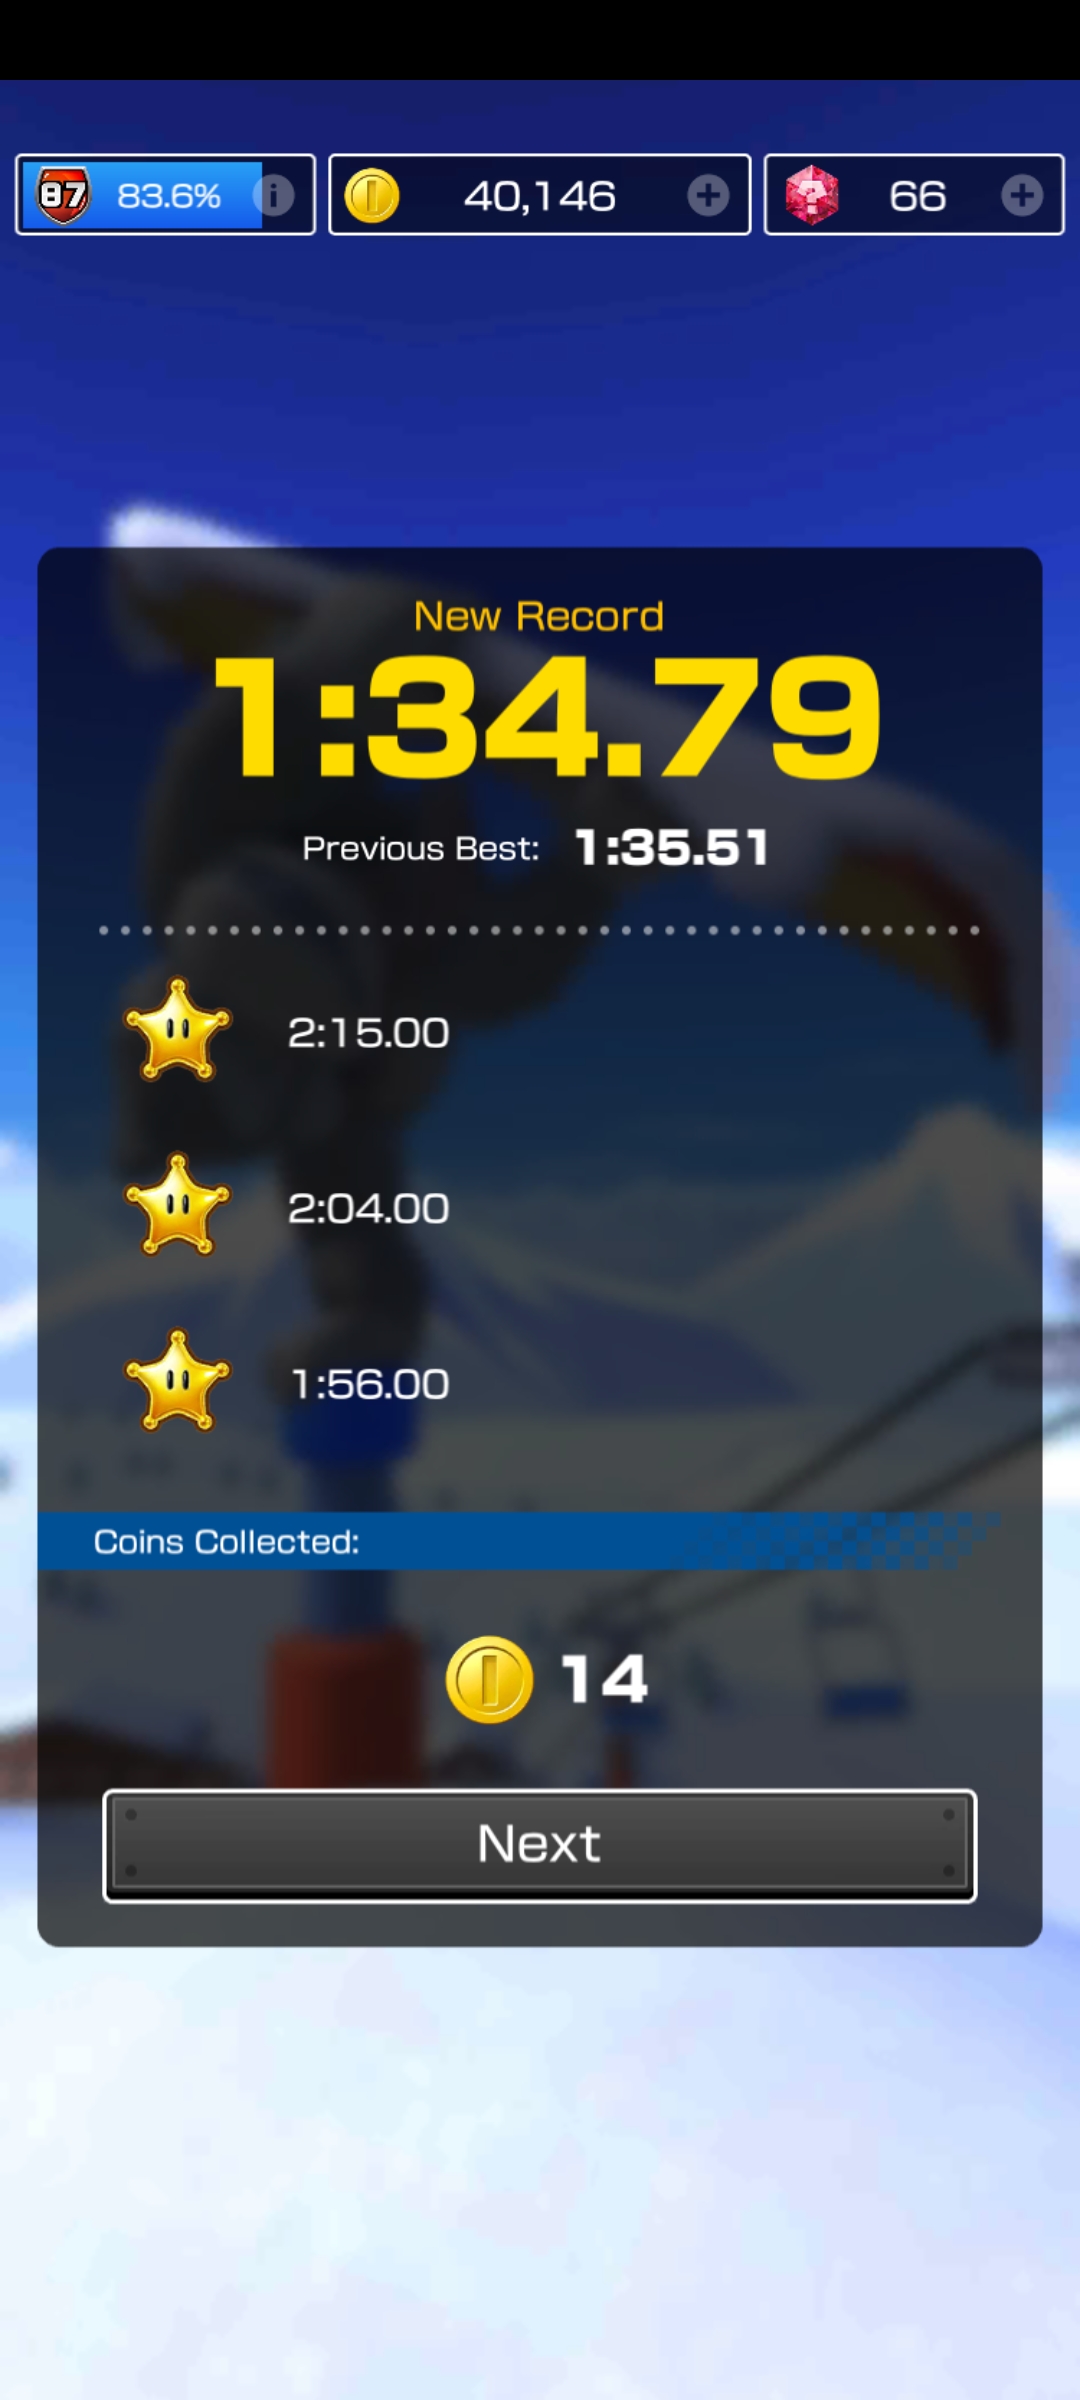 87 83.6% i 40,146 + 66 +
New Record
1:34.79
Previous Best: 1:35.51
2:15.00
2:04.00
1:56.00
Coins Collected:
14
Next